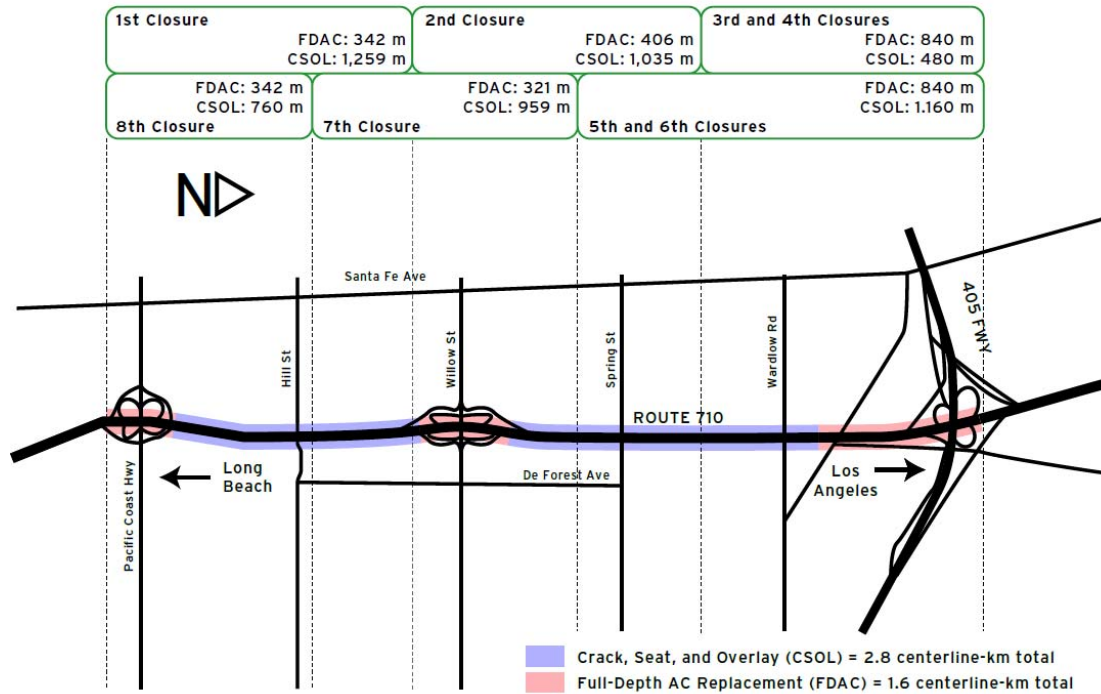 1st Closure
FDAC: 342 m
CSOL: 1,259 m
2nd Closure
FDAC: 406 m
CSOL: 1,035 m
3rd and 4th Closures
FDAC: 840 m
CSOL: 480 m
FDAC: 342 m
CSOL: 760 m
8th Closure
FDAC: 321 m
CSOL: 959 m
7th Closure
FDAC: 840 m
CSOL: 1.160 m
5th and 6th Closures
N
Santa Fe Ave
405 FWY
Hill St
Willow St
Spring St
Wardlow Rd
ROUTE 710
Pacific Coast Hwy
Long
Beach
De Forest Ave
Los
Angeles
Crack, Seat, and Overlay (CSOL) = 2.8 centerline-km total
Full-Depth AC Replacement (FDAC) = 1.6 centerline-km total